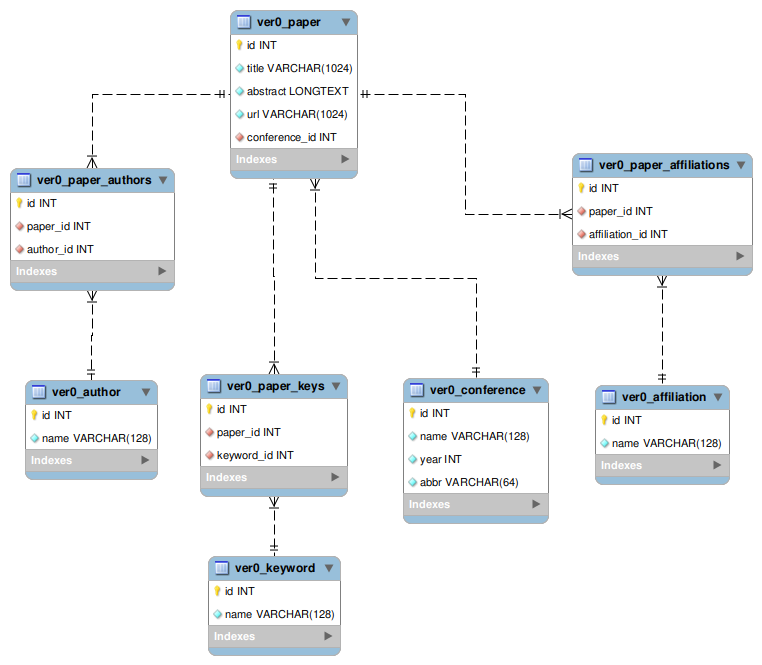 ver0_paper
id INT
title VARCHAR(1024)
abstract LONGTEXT
url VARCHAR(1024)
conference_id INT
Indexes
ver0_paper_authors
id INT
paper_id INT
author_id INT
Indexes
ver0_paper_affiliations
id INT
paper_id INT
affiliation_id INT
Indexes
ver0_author
id INT
name VARCHAR(128)
Indexes
ver0_paper_keys
id INT
paper_id INT
keyword_id INT
Indexes
ver0_conference
id INT
name VARCHAR(128)
year INT
abbr VARCHAR(64)
Indexes
ver0_affiliation
id INT
name VARCHAR(128)
Indexes
ver0_keyword
id INT
name VARCHAR(128)
Indexes